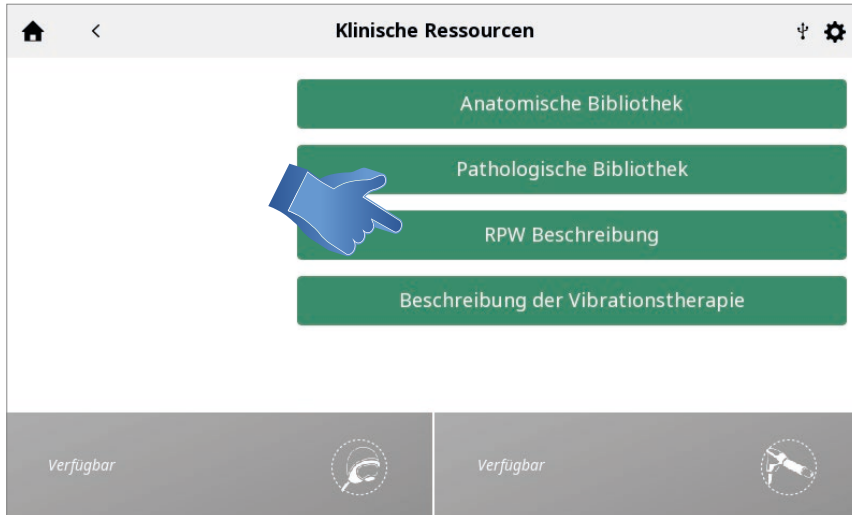 Klinische Ressourcen
Anatomische Bibliothek
Pathologische Bibliothek
RPW Beschreibung
Beschreibung der Vibrationstherapie
Verfügbar
Verfügbar